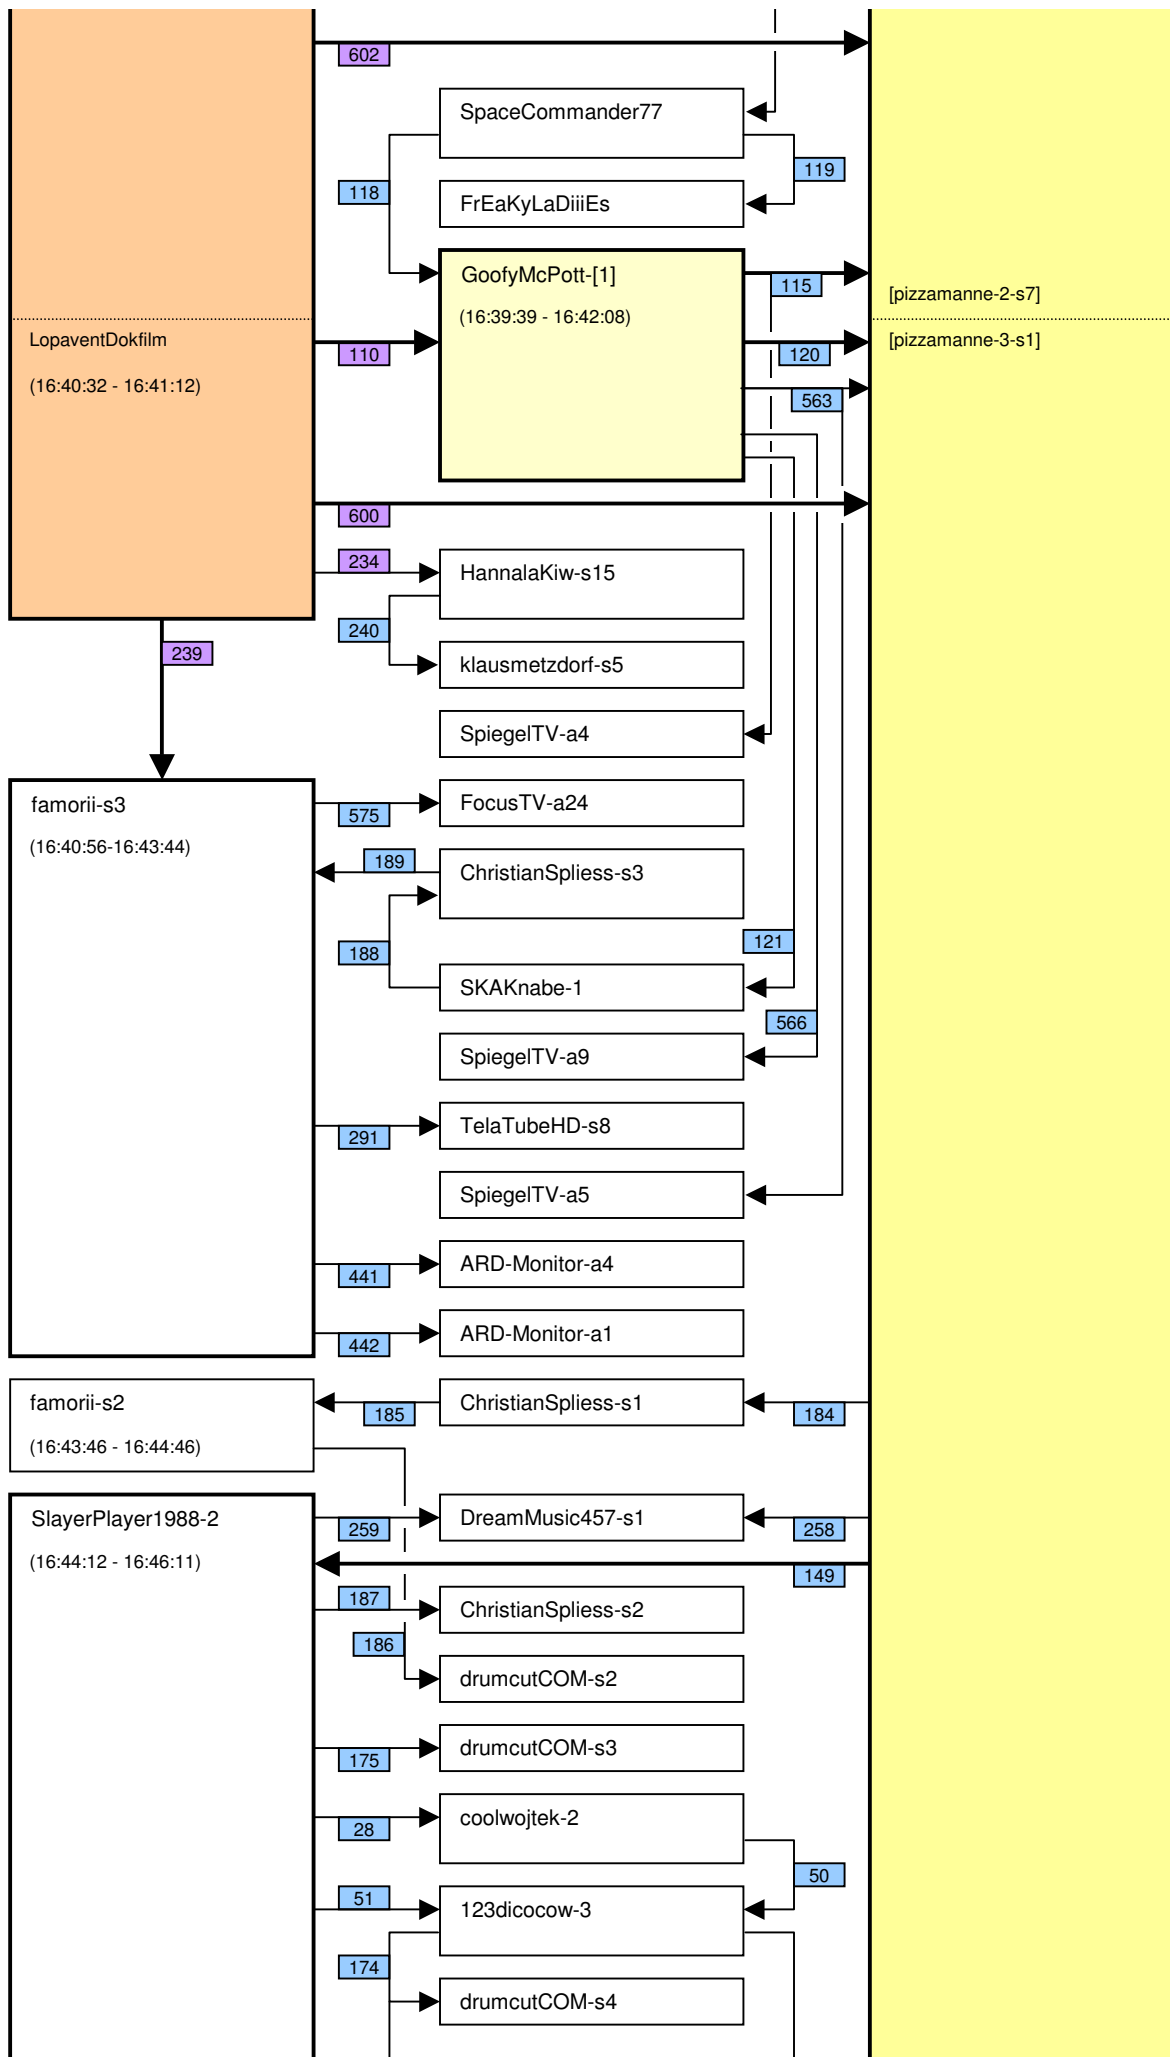 602
SpaceCommander77
119
118
FrEaKyLaDiiiEs
GoofyMcPott-[1]
115
[pizzamanne-2-s7]
(16:39:39 - 16:42:08)
LopaventDokfilm
110
120
[pizzamanne-3-s1]
(16:40:32 - 16:41:12)
563
600
234
HannalaKiw-s15
240
239
klausmetzdorf-s5
SpiegelTV-a4
famorii-s3
575
FocusTV-a24
(16:40:56-16:43:44)
189
ChristianSpliess-s3
121
188
SKAKnabe-1
566
SpiegelTV-a9
291
TelaTubeHD-s8
SpiegelTV-a5
441
ARD-Monitor-a4
442
ARD-Monitor-a1
famorii-s2
185
ChristianSpliess-s1
184
(16:43:46 - 16:44:46)
SlayerPlayer1988-2
259
DreamMusic457-s1
258
(16:44:12 - 16:46:11)
149
187
ChristianSpliess-s2
186
drumcutCOM-s2
175
drumcutCOM-s3
28
coolwojtek-2
50
51
123dicocow-3
174
drumcutCOM-s4